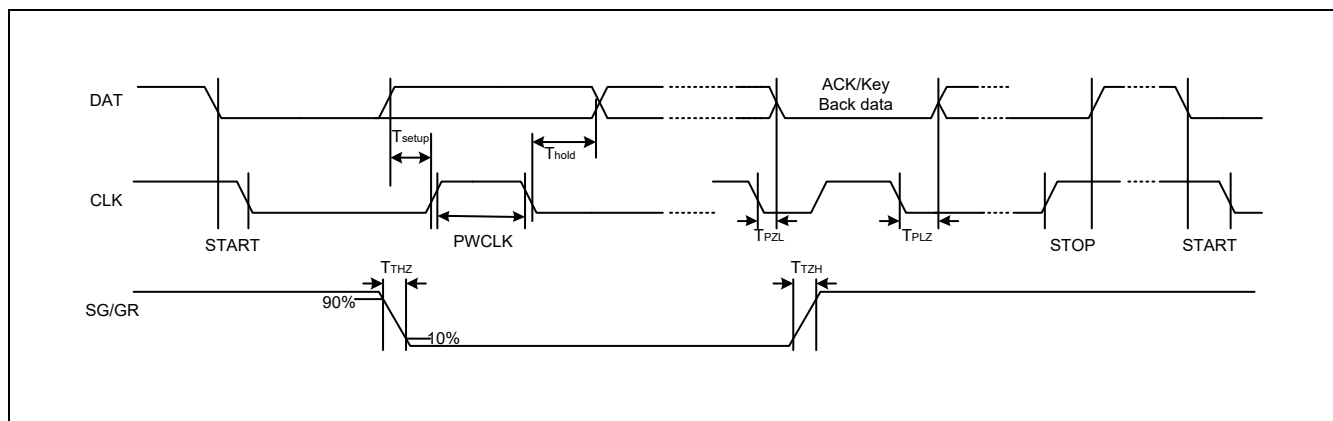 DAT
ACK/Key
Back data
Tsetup
Thold
CLK
START
PWCLK
TPZL
TPLZ
STOP
START
TTHZ
TTZH
SG/GR
90%
10%